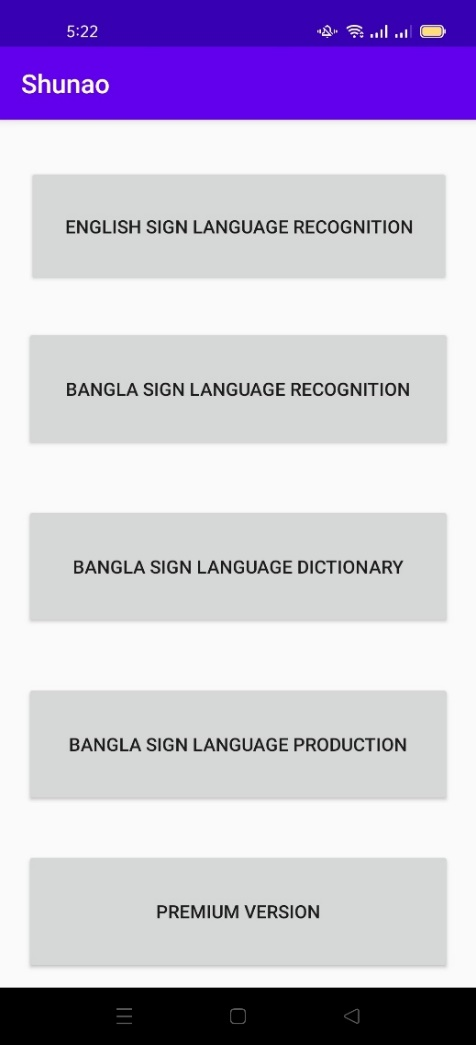 5:22
Shunao
ENGLISH SIGN LANGUAGE RECOGNITION
BANGLA SIGN LANGUAGE RECOGNITION
BANGLA SIGN LANGUAGE DICTIONARY
BANGLA SIGN LANGUAGE PRODUCTION
PREMIUM VERSION